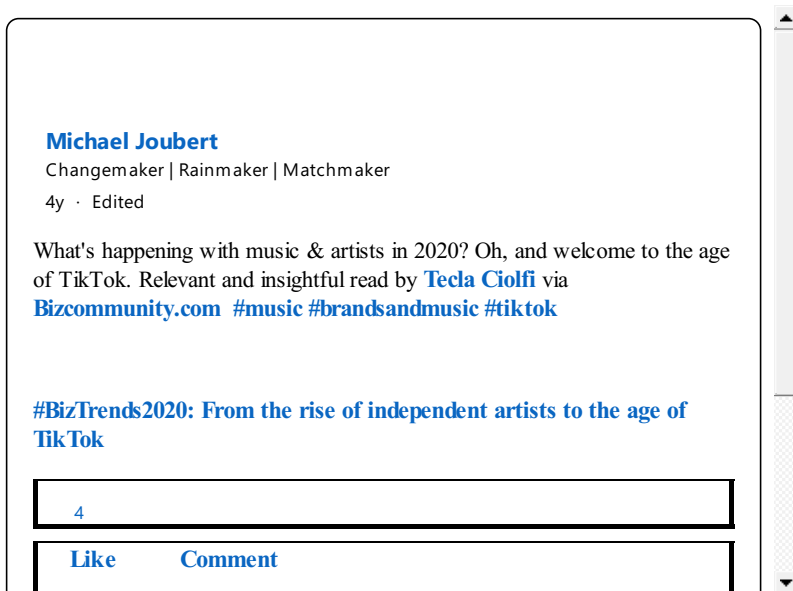 Michael Joubert
Changemaker | Rainmaker | Matchmaker
4y · Edited
What's happening with music & artists in 2020? Oh, and welcome to the age
of TikTok. Relevant and insightful read by Tecla Ciolfi via
Bizcommunity.com #music #brandsandmusic #tiktok
#BizTrends2020: From the rise of independent artists to the age of
TikTok
4
Like Comment